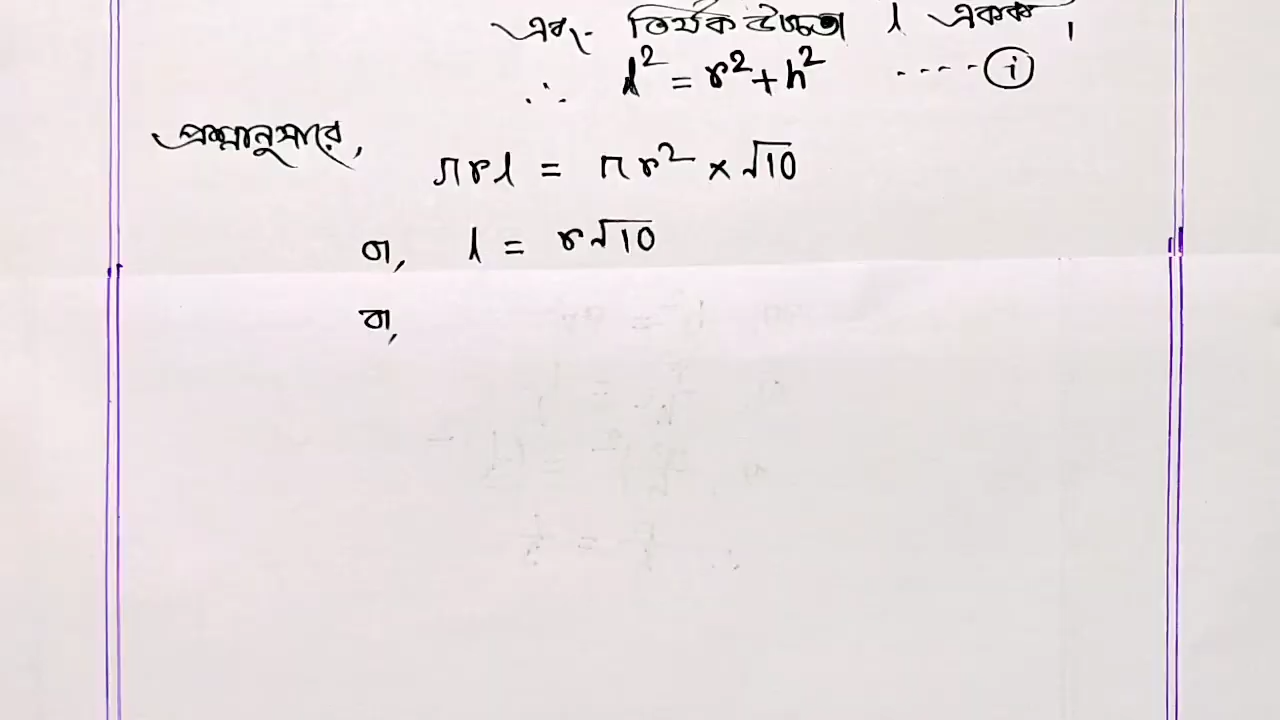 এবং তির্যক উচ্চতা l একক ।
∴ l² = r² + h² ---- (i)
প্রশ্নানুসারে,
πrl = πr² × √10
বা, l = r√10
বা,